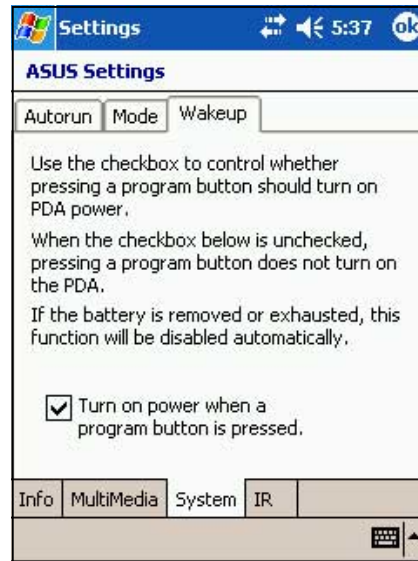 Settings 5:37 ok
ASUS Settings
Autorun Mode Wakeup
Use the checkbox to control whether
pressing a program button should turn on
PDA power.
When the checkbox below is unchecked,
pressing a program button does not turn on
the PDA.
If the battery is removed or exhausted, this
function will be disabled automatically.
Turn on power when a
program button is pressed.
Info MultiMedia System IR